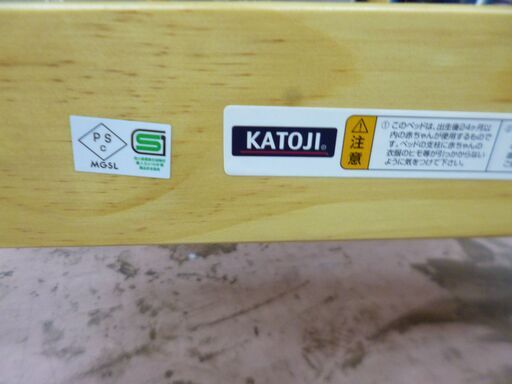 PS
C
MGSL
KATOJI
注意
① このベッドは、出生後24ヶ月以
内の赤ちゃんが使用するもので
す。ベッドの支柱に赤ちゃんの
衣服のヒモ等が引っかからない
ように気をつけて下さい。
②